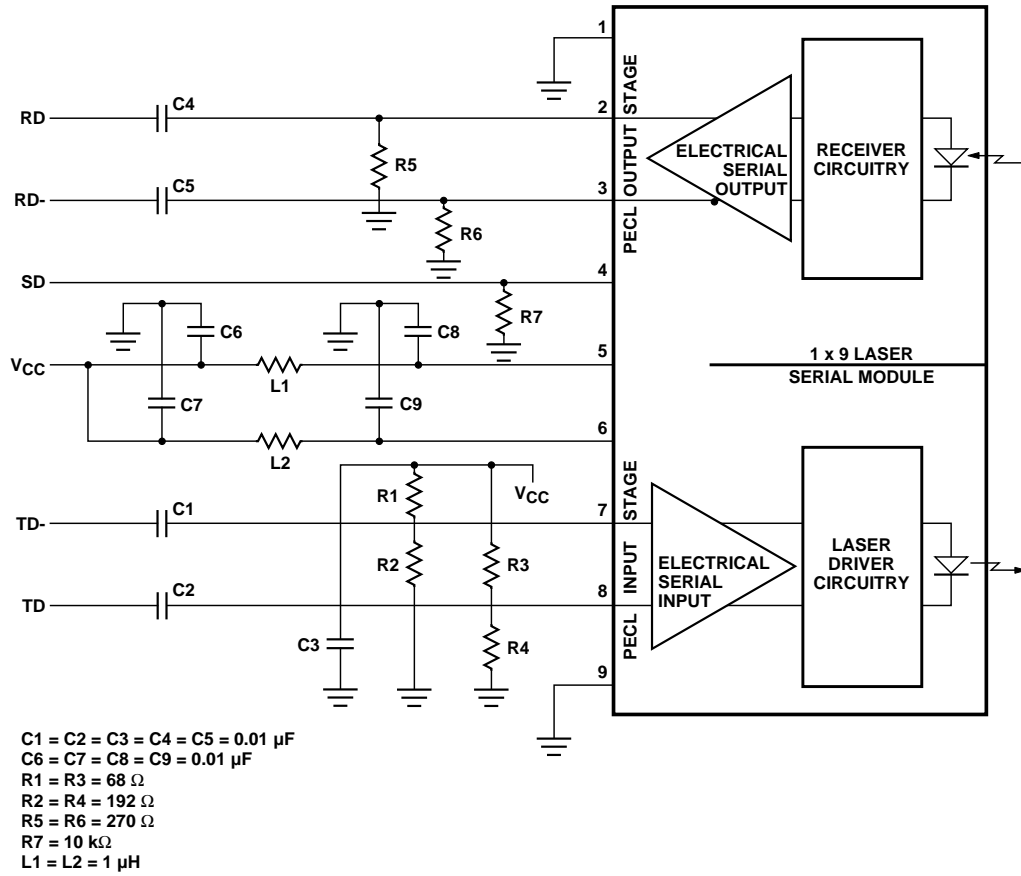 1
RD
C4
2
R5
RD-
C5
3
R6
SD
4
R7
C6
C8
VCC
5
L1
C7
C9
6
L2
PECL OUTPUT STAGE
ELECTRICAL
SERIAL
OUTPUT
RECEIVER
CIRCUITRY
1 x 9 LASER
SERIAL MODULE
R1
VCC
TD-
C1
7
R2
R3
TD
C2
8
C3
R4
9
PECL INPUT STAGE
ELECTRICAL
SERIAL
INPUT
LASER
DRIVER
CIRCUITRY
C1 = C2 = C3 = C4 = C5 = 0.01 µF
C6 = C7 = C8 = C9 = 0.01 µF
R1 = R3 = 68 Ω
R2 = R4 = 192 Ω
R5 = R6 = 270 Ω
R7 = 10 kΩ
L1 = L2 = 1 µH